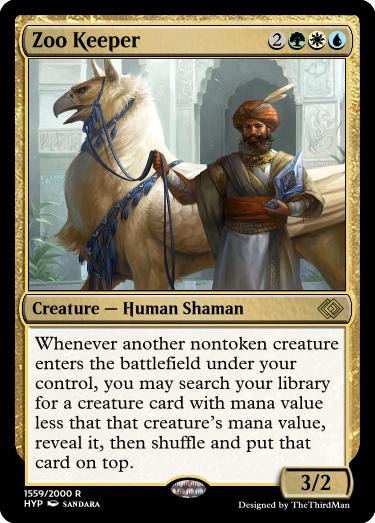 Zoo Keeper 2
Creature — Human Shaman
Whenever another nontoken creature
enters the battlefield under your
control, you may search your library
for a creature card with mana value
less that that creature's mana value,
reveal it, then shuffle and put that
card on top.
3/2
1559/2000 R
HYP SANDARA
Designed by TheThirdMan